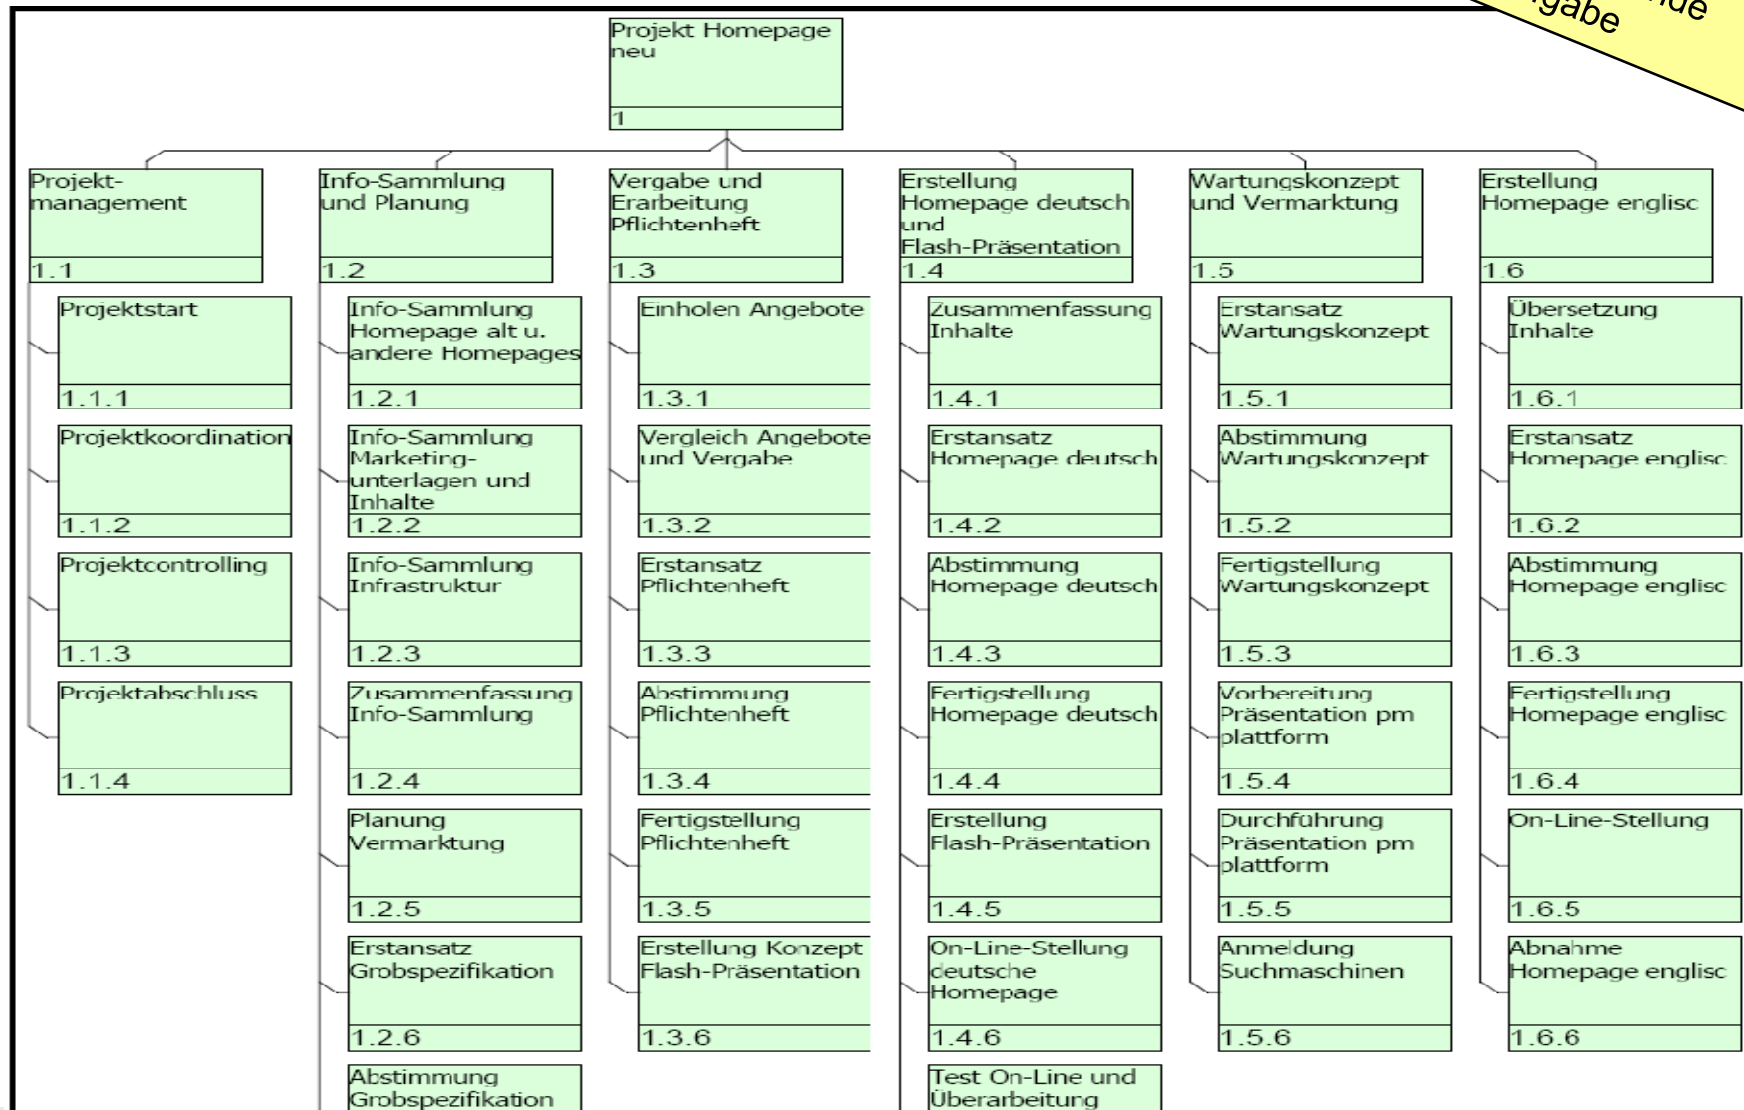 Projekt Homepage
neu
1
Projekt-
management
1.1
Projektstart
1.1.1
Projektkoordination
1.1.2
Projektcontrolling
1.1.3
Projektabschluss
1.1.4
Info-Sammlung
und Planung
1.2
Info-Sammlung
Homepage alt u.
andere Homepages
1.2.1
Info-Sammlung
Marketing-
unterlagen und
Inhalte
1.2.2
Info-Sammlung
Infrastruktur
1.2.3
Zusammenfassung
Info-Sammlung
1.2.4
Planung
Vermarktung
1.2.5
Erstansatz
Grobspezifikation
1.2.6
Abstimmung
Grobspezifikation
Vergabe und
Erarbeitung
Pflichtenheft
1.3
Einholen Angebote
1.3.1
Vergleich Angebote
und Vergabe
1.3.2
Erstansatz
Pflichtenheft
1.3.3
Abstimmung
Pflichtenheft
1.3.4
Fertigstellung
Pflichtenheft
1.3.5
Erstellung Konzept
Flash-Präsentation
1.3.6
Erstellung
Homepage deutsch
und
Flash-Präsentation
1.4
Zusammenfassung
Inhalte
1.4.1
Erstansatz
Homepage deutsch
1.4.2
Abstimmung
Homepage deutsch
1.4.3
Fertigstellung
Homepage deutsch
1.4.4
Erstellung
Flash-Präsentation
1.4.5
On-Line-Stellung
deutsche
Homepage
1.4.6
Test On-Line und
Überarbeitung
Wartungskonzept
und Vermarktung
1.5
Erstansatz
Wartungskonzept
1.5.1
Abstimmung
Wartungskonzept
1.5.2
Fertigstellung
Wartungskonzept
1.5.3
Vorbereitung
Präsentation pm
plattform
1.5.4
Durchführung
Präsentation pm
plattform
1.5.5
Anmeldung
Suchmaschinen
1.5.6
Erstellung
Homepage englisc
1.6
Übersetzung
Inhalte
1.6.1
Erstansatz
Homepage englisc
1.6.2
Abstimmung
Homepage englisc
1.6.3
Fertigstellung
Homepage englisc
1.6.4
On-Line-Stellung
1.6.5
Abnahme
Homepage englisc
1.6.6